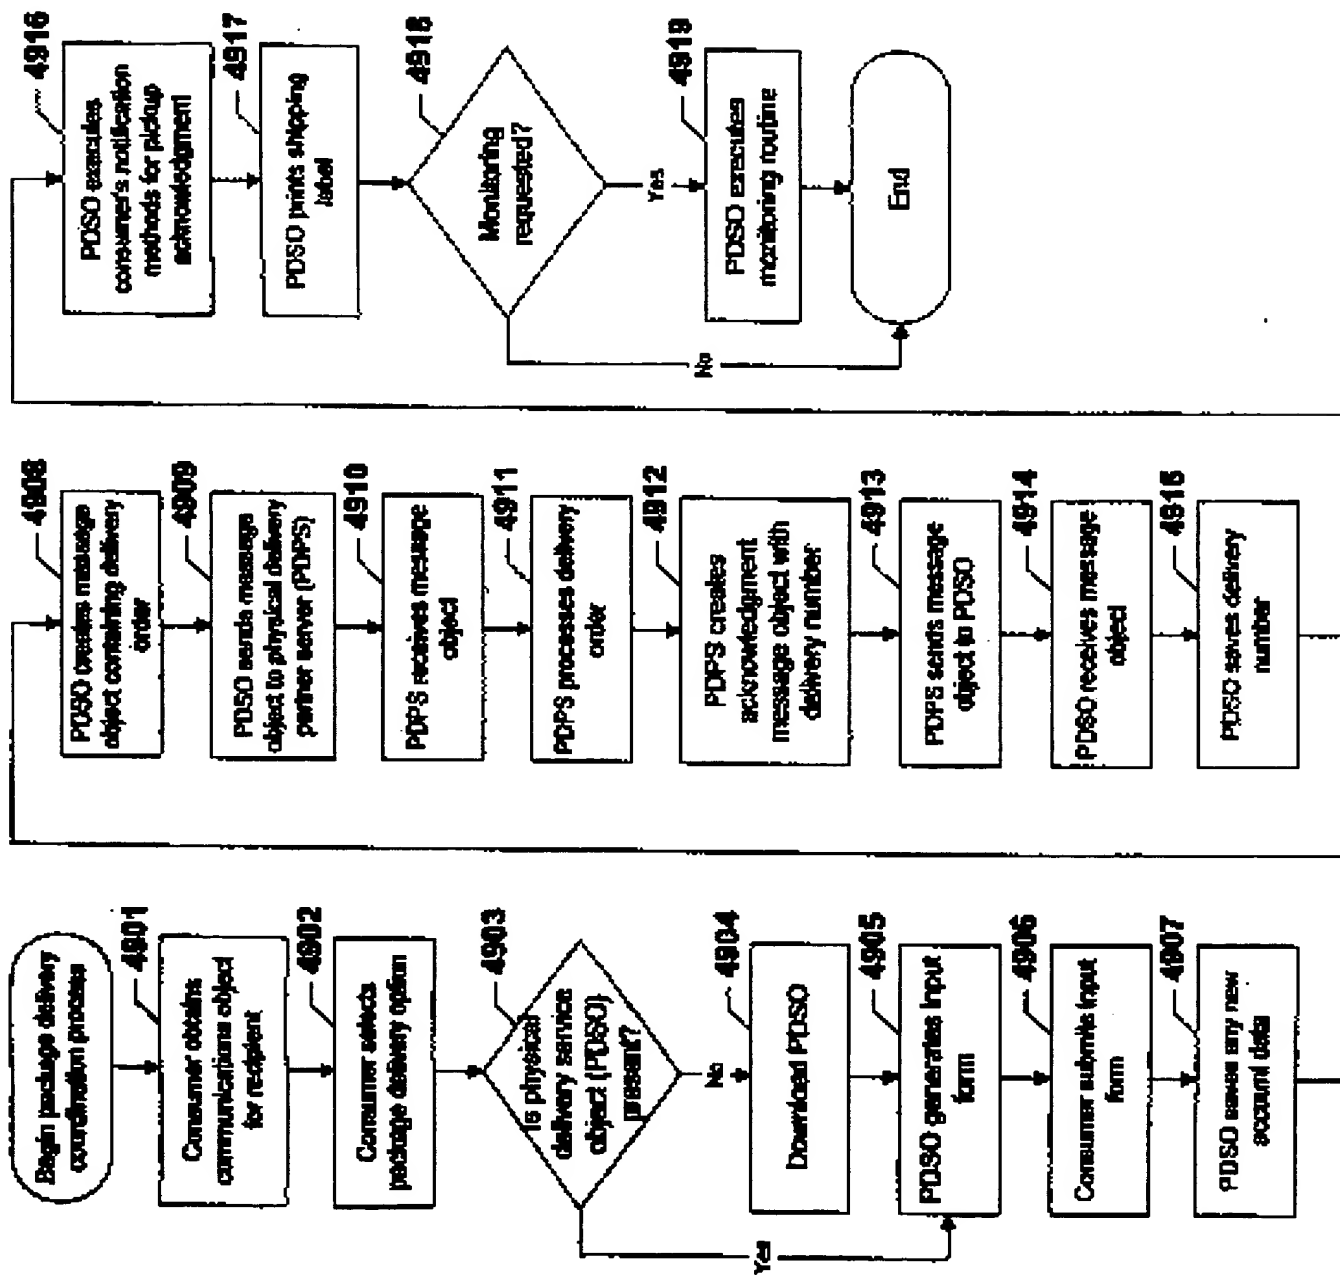 Begin package delivery
coordination process
4901
Consumer obtains
communications object
for recipient
4902
Consumer selects
package delivery option
4903
Is physical
delivery service
object (PDSO)
present?
Yes
No
4904
Download PDSO
4905
PDSO generates input
form
4906
Consumer submits input
form
4907
PDSO saves any new
account data
4908
PDSO creates message
object containing delivery
order
4909
PDSO sends message
object to physical delivery
partner server (PDPS)
4910
PDPS receives message
object
4911
PDPS processes delivery
order
4912
PDPS creates
acknowledgment
message object with
delivery number
4913
PDPS sends message
object to PDSO
4914
PDSO receives message
object
4915
PDSO saves delivery
number
4916
PDSO executes
consumer's notification
methods for pickup
acknowledgment
4917
PDSO prints shipping
label
4918
Monitoring
requested?
No
Yes
4919
PDSO executes
monitoring routine
End